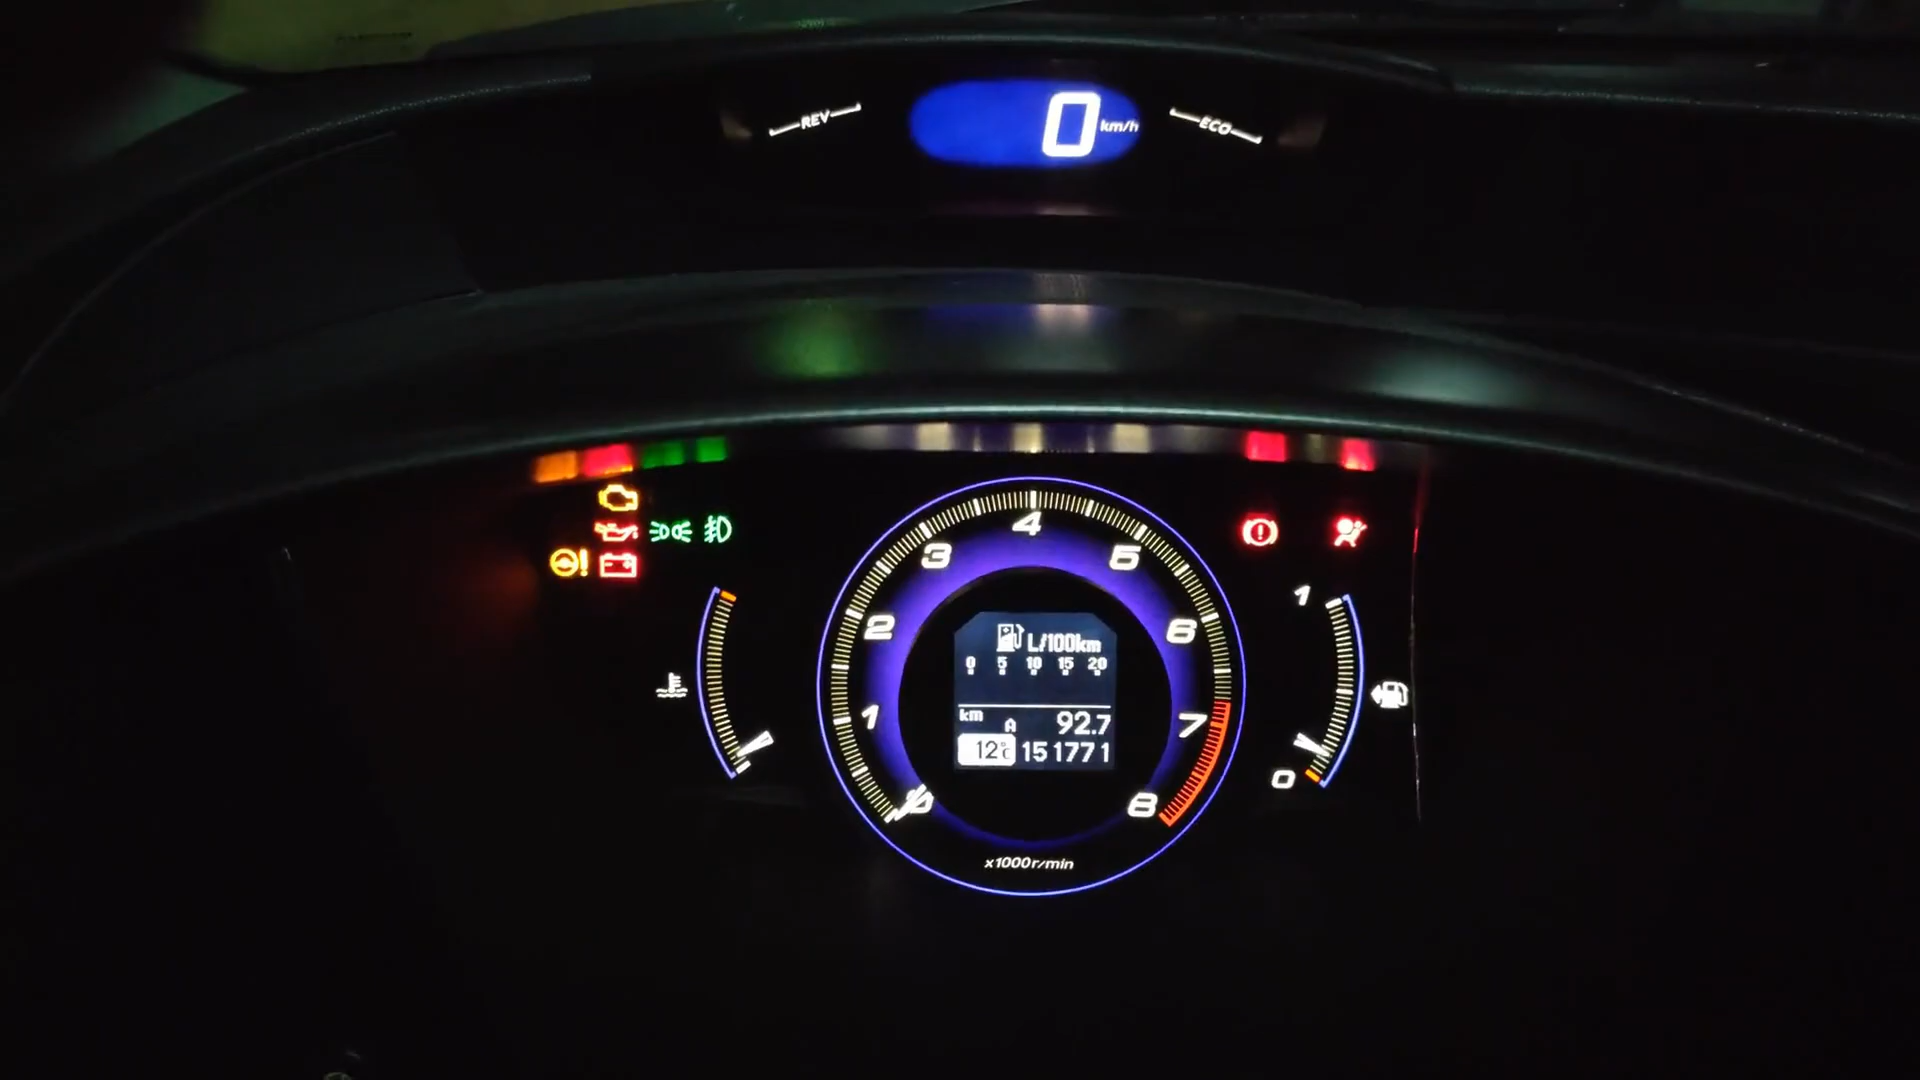 REV
0 km/h
ECO
1 2 3 4 5 6 7 8
x1000r/min
L/100km
0 5 10 15 20
km A 92.7
12°C 151771
1
0